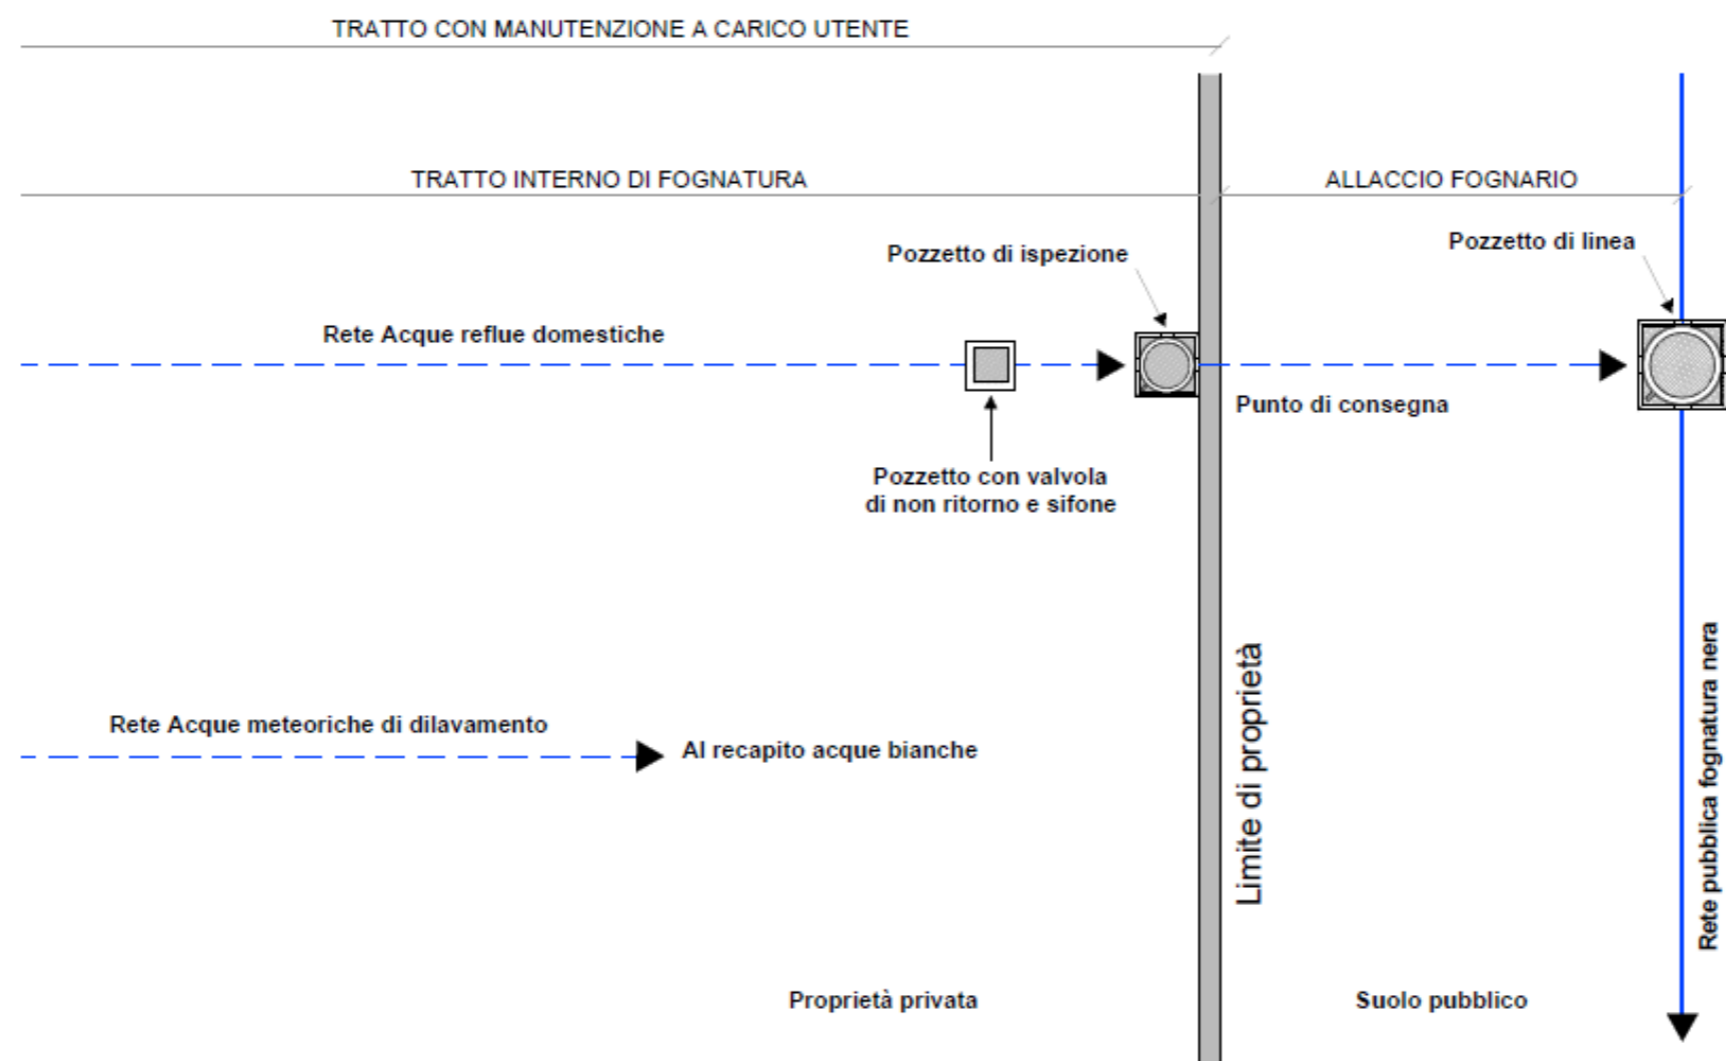 TRATTO CON MANUTENZIONE A CARICO UTENTE
TRATTO INTERNO DI FOGNATURA
ALLACCIO FOGNARIO
Pozzetto di ispezione
Pozzetto di linea
Rete Acque reflue domestiche
Punto di consegna
Pozzetto con valvola
di non ritorno e sifone
Limite di proprietà
Rete pubblica fognatura nera
Rete Acque meteoriche di dilavamento
Al recapito acque bianche
Proprietà privata
Suolo pubblico